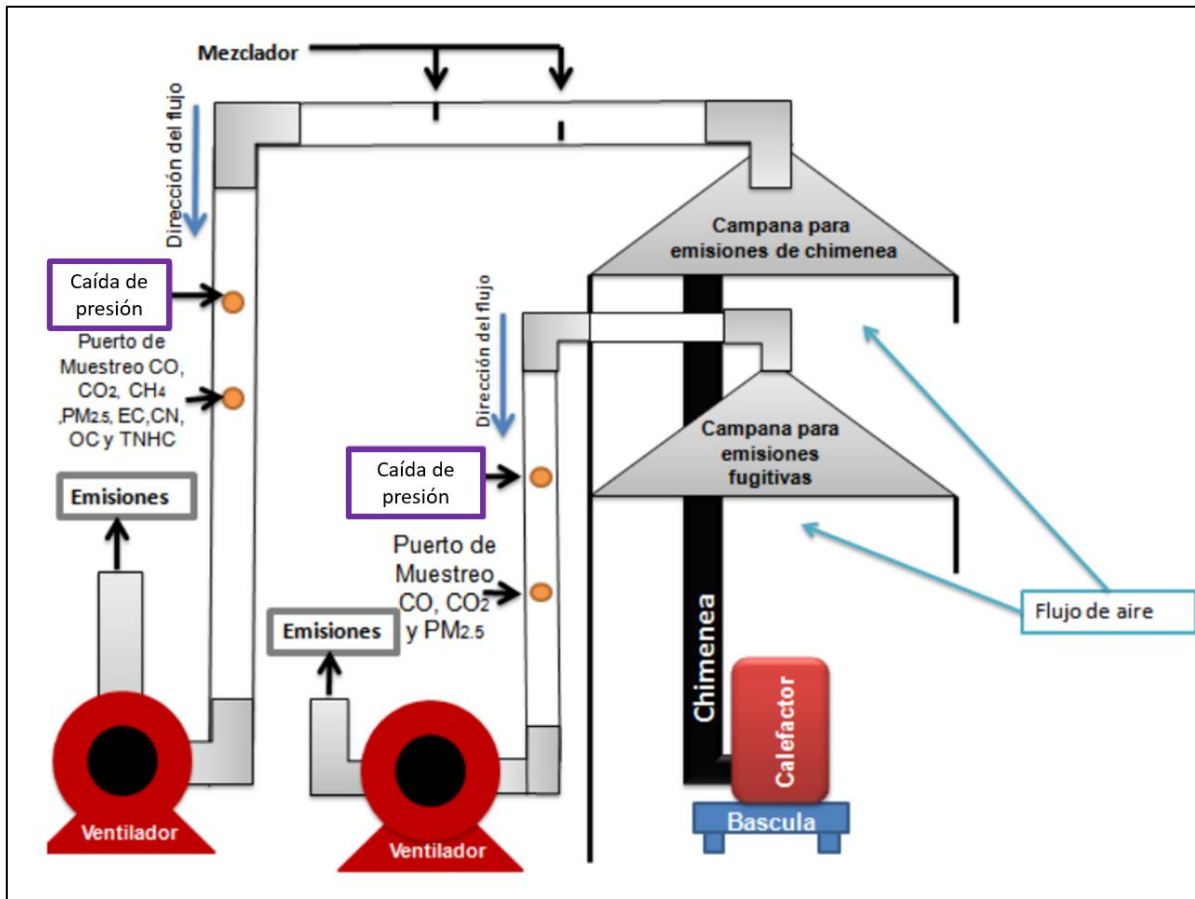 Mezclador
Dirección del flujo
Campana para
emisiones de chimenea
Caída de
presión
Puerto de
Muestreo CO,
CO2, CH4
,PM2.5, EC,CN,
OC y TNHC
Emisiones
Ventilador
Dirección del flujo
Campana para
emisiones
fugitivas
Caída de
presión
Puerto de
Muestreo
CO, CO2
y PM2.5
Emisiones
Ventilador
Chimenea
Calefactor
Bascula
Flujo de aire